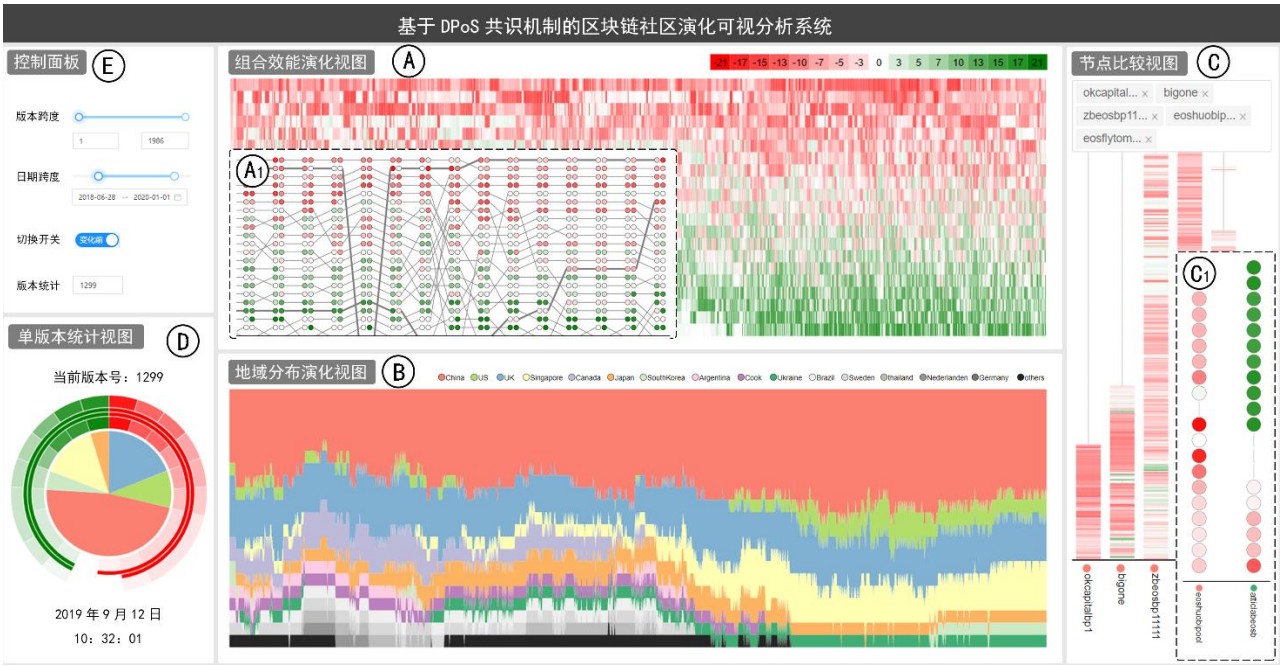 基于 DPoS 共识机制的区块链社区演化可视分析系统
控制面板 E
版本跨度
1 1986
日期跨度
2018-06-28 → 2020-01-01
切换开关 变化前
版本统计 1299
单版本统计视图 D
当前版本号：1299
2019 年 9 月 12 日
10：32：01
组合效能演化视图 A
-21 -17 -15 -13 -10 -7 -5 -3 0 3 5 7 10 13 15 17 21
A1
地域分布演化视图 B
China US UK Singapore Canada Japan SouthKorea Argentina Cook Ukraine Brazil Sweden thailand Nederlanden Germany others
节点比较视图 C
okcapital... × bigone ×
zbeosbp11... × eoshuobip... ×
eosflytom... ×
C1
okcapitalbp1
bigone
zbeosbp11111
eoshuobipool
atticlabeosb